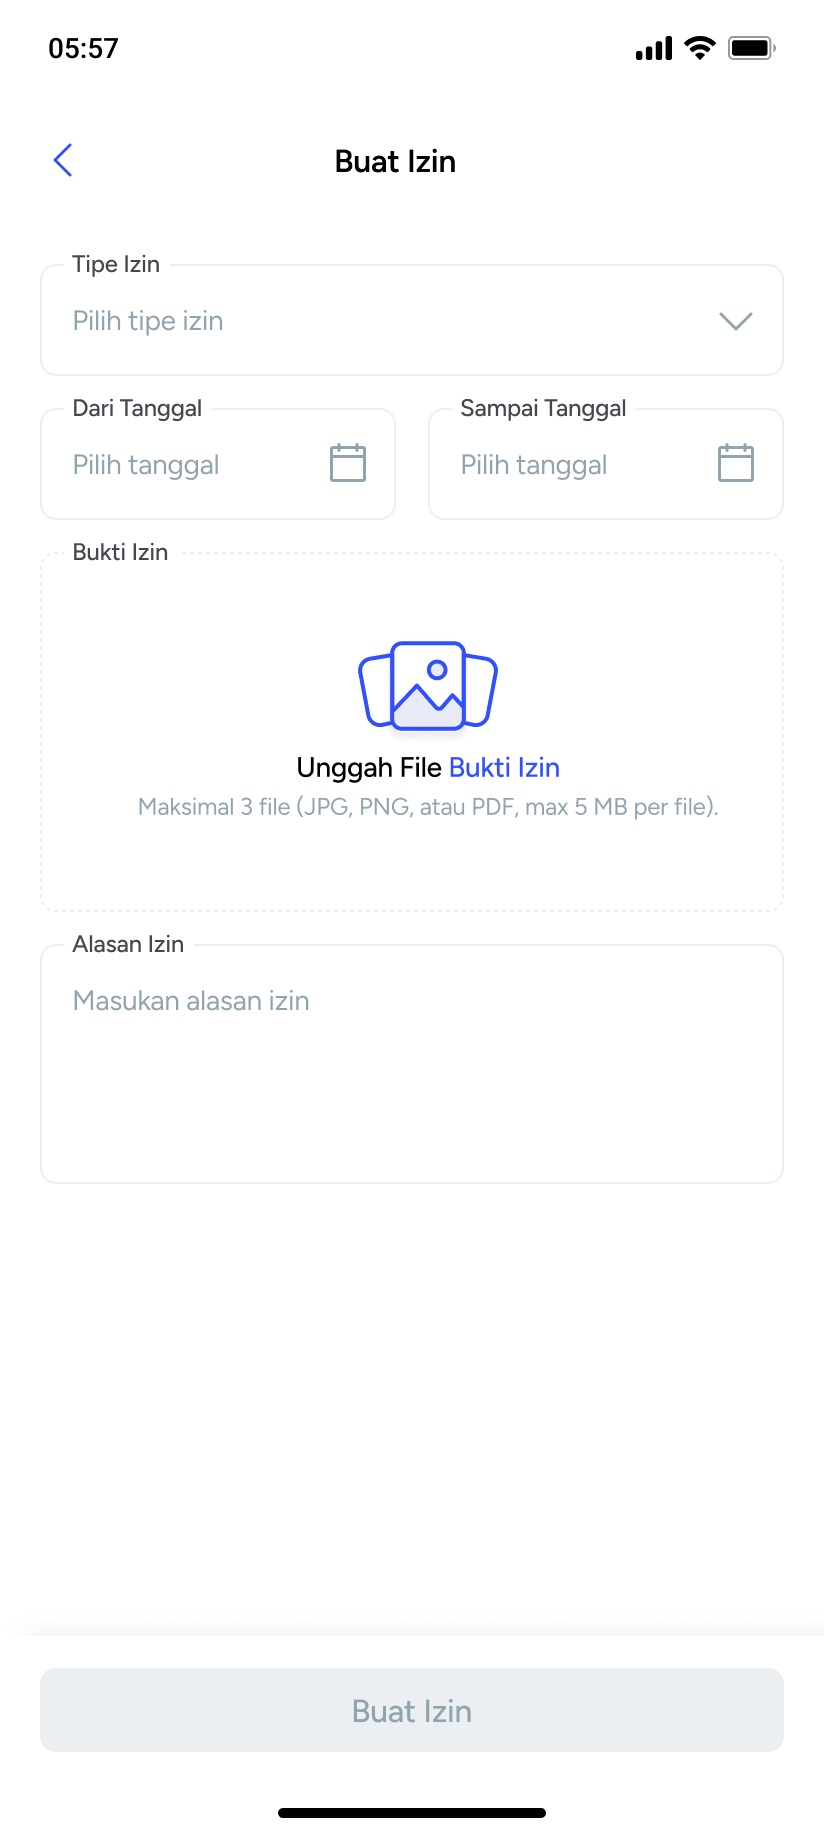 05:57
Buat Izin
Tipe Izin
Pilih tipe izin
Dari Tanggal
Pilih tanggal
Sampai Tanggal
Pilih tanggal
Bukti Izin
Unggah File Bukti Izin
Maksimal 3 file (JPG, PNG, atau PDF, max 5 MB per file).
Alasan Izin
Masukan alasan izin
Buat Izin